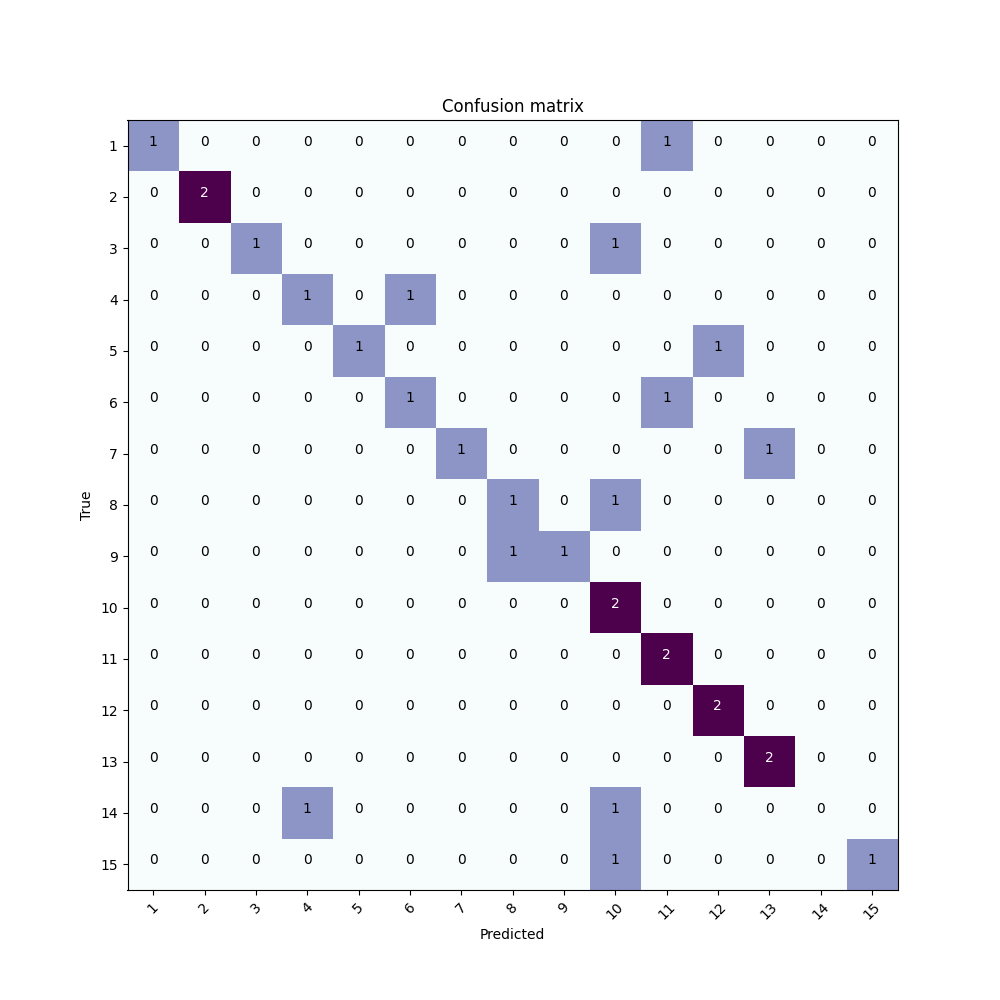 Confusion matrix
1 1 0 0 0 0 0 0 0 0 0 1 0 0 0 0
2 0 2 0 0 0 0 0 0 0 0 0 0 0 0 0
3 0 0 1 0 0 0 0 0 0 1 0 0 0 0 0
4 0 0 0 1 0 1 0 0 0 0 0 0 0 0 0
5 0 0 0 0 1 0 0 0 0 0 0 1 0 0 0
6 0 0 0 0 0 1 0 0 0 0 1 0 0 0 0
7 0 0 0 0 0 0 1 0 0 0 0 0 1 0 0
8 0 0 0 0 0 0 0 1 0 1 0 0 0 0 0
True
9 0 0 0 0 0 0 0 1 1 0 0 0 0 0 0
10 0 0 0 0 0 0 0 0 0 2 0 0 0 0 0
11 0 0 0 0 0 0 0 0 0 0 2 0 0 0 0
12 0 0 0 0 0 0 0 0 0 0 0 2 0 0 0
13 0 0 0 0 0 0 0 0 0 0 0 0 2 0 0
14 0 0 0 1 0 0 0 0 0 1 0 0 0 0 0
15 0 0 0 0 0 0 0 0 0 1 0 0 0 0 1
1 2 3 4 5 6 7 8 9 10 11 12 13 14 15
Predicted